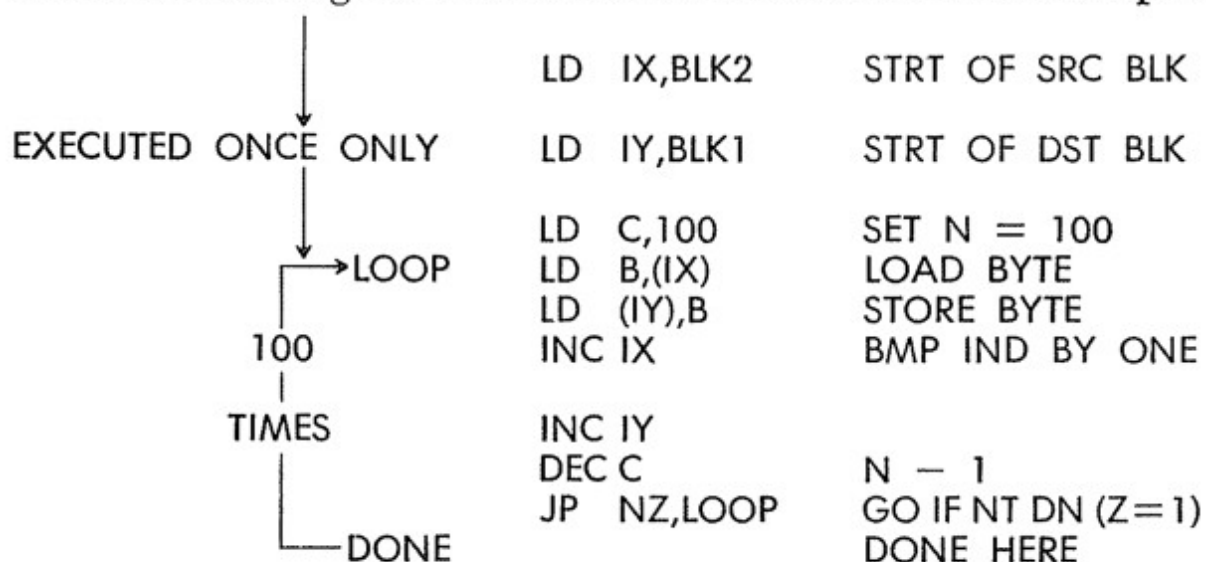 LD IX,BLK2 STRT OF SRC BLK
EXECUTED ONCE ONLY LD IY,BLK1 STRT OF DST BLK
LD C,100 SET N = 100
LOOP LD B,(IX) LOAD BYTE
LD (IY),B STORE BYTE
100 INC IX BMP IND BY ONE
TIMES INC IY
DEC C N − 1
JP NZ,LOOP GO IF NT DN (Z=1)
DONE DONE HERE